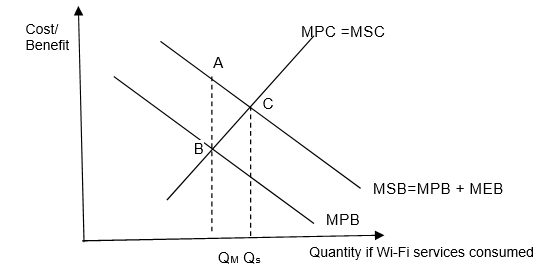 Cost/
Benefit
MPC =MSC
A
C
B
MSB=MPB + MEB
MPB
QM Qs
Quantity if Wi-Fi services consumed